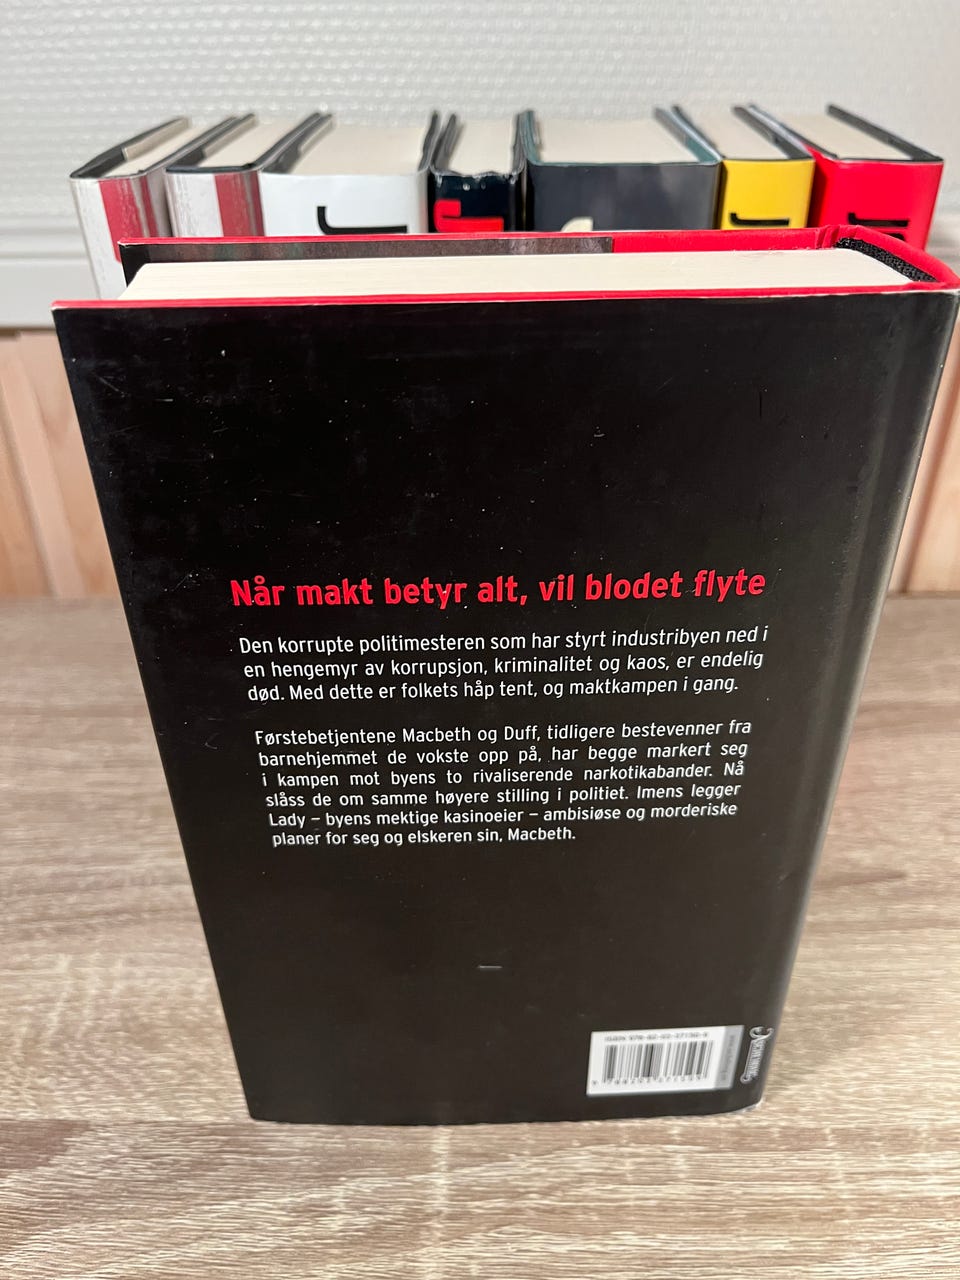 J
J
J
Når makt betyr alt, vil blodet flyte
Den korrupte politimesteren som har styrt industribyen ned i
en hengemyr av korrupsjon, kriminalitet og kaos, er endelig
død. Med dette er folkets håp tent, og maktkampen i gang.
Førstebetjentene Macbeth og Duff, tidligere bestevenner fra
barnehjemmet de vokste opp på, har begge markert seg
i kampen mot byens to rivaliserende narkotikabander. Nå
slåss de om samme høyere stilling i politiet. Imens legger
Lady – byens mektige kasinoeier – ambisiøse og morderiske
planer for seg og elskeren sin, Macbeth.
ISBN